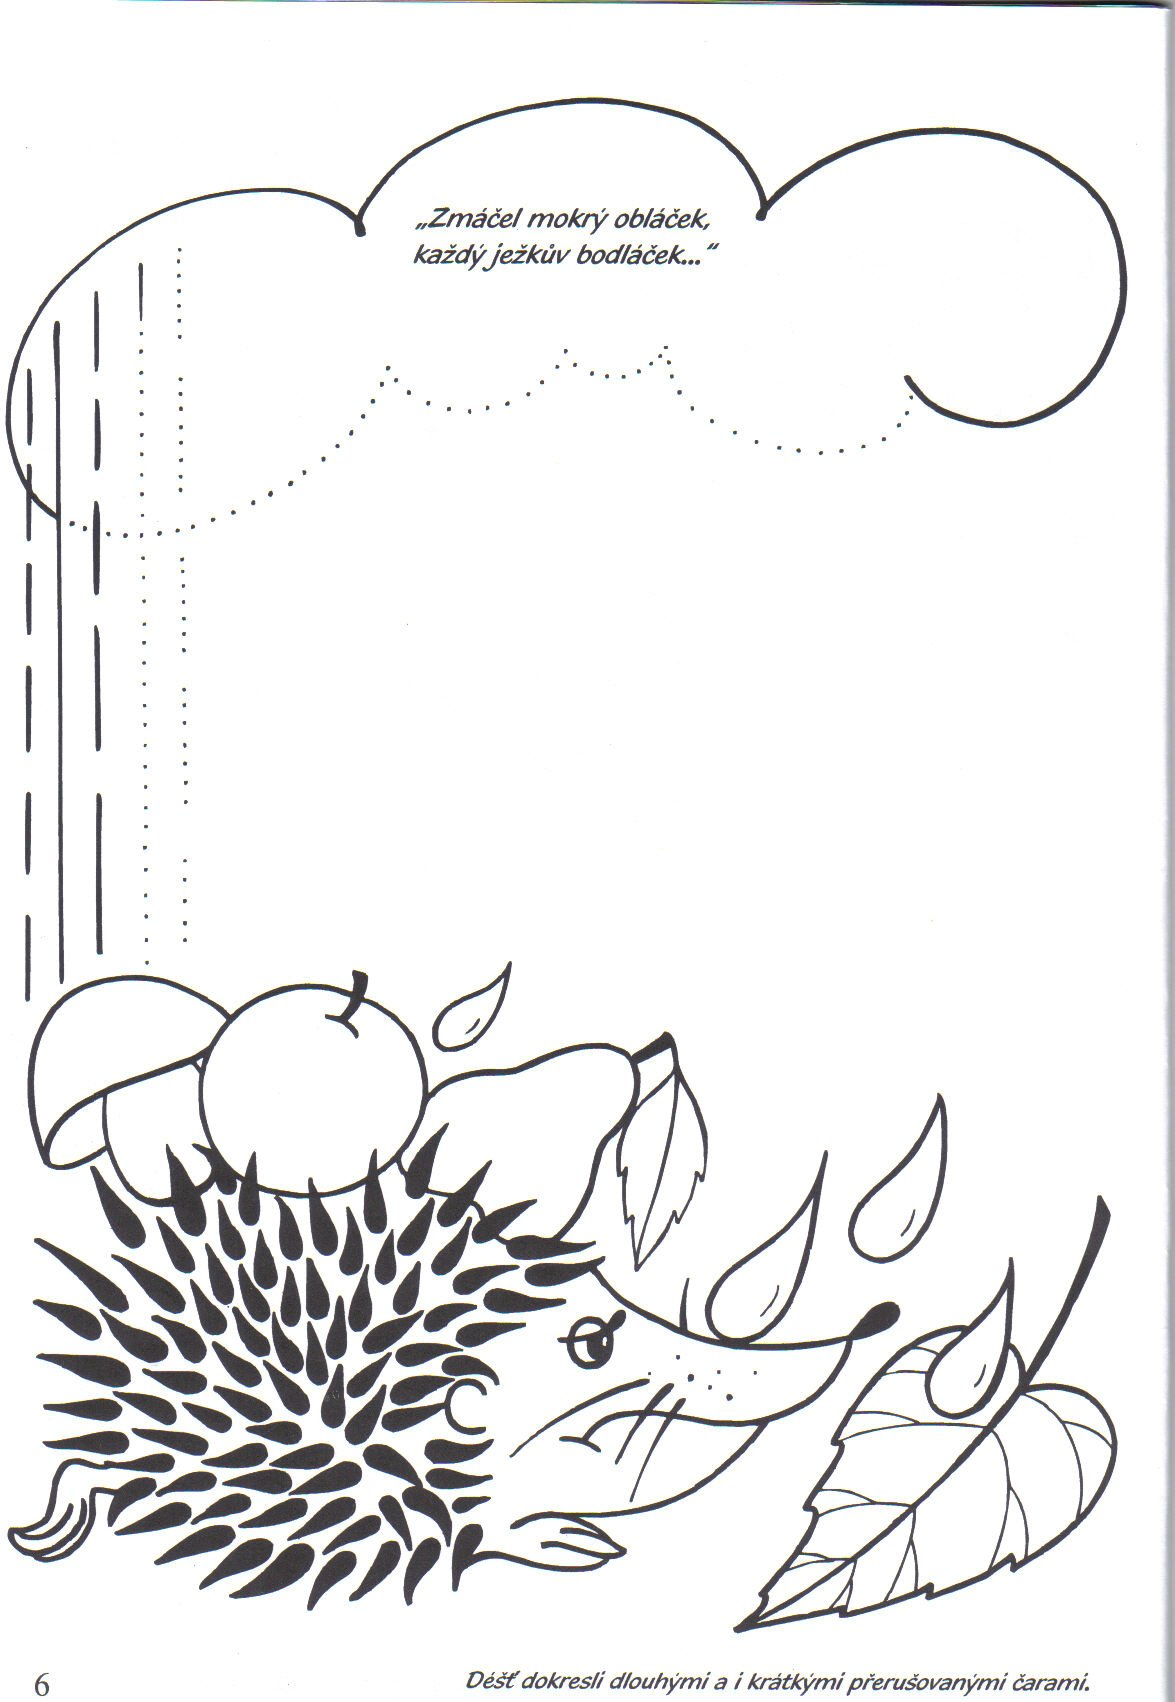 „Zmáčel mokrý obláček,
každý ježkův bodláček...“
6
Déšť dokresli dlouhými a i krátkými přerušovanými čarami.